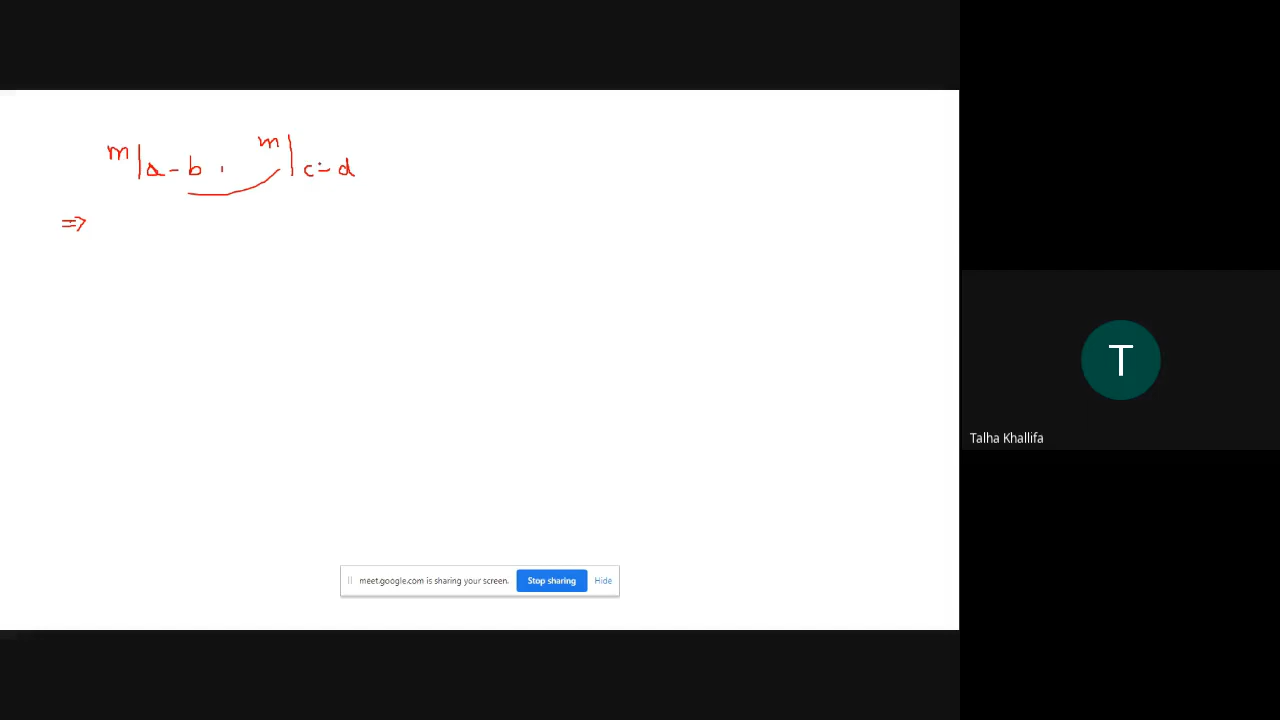 m|a-b , m|c-d
⇒
T
Talha Khallifa
meet.google.com is sharing your screen. Stop sharing Hide